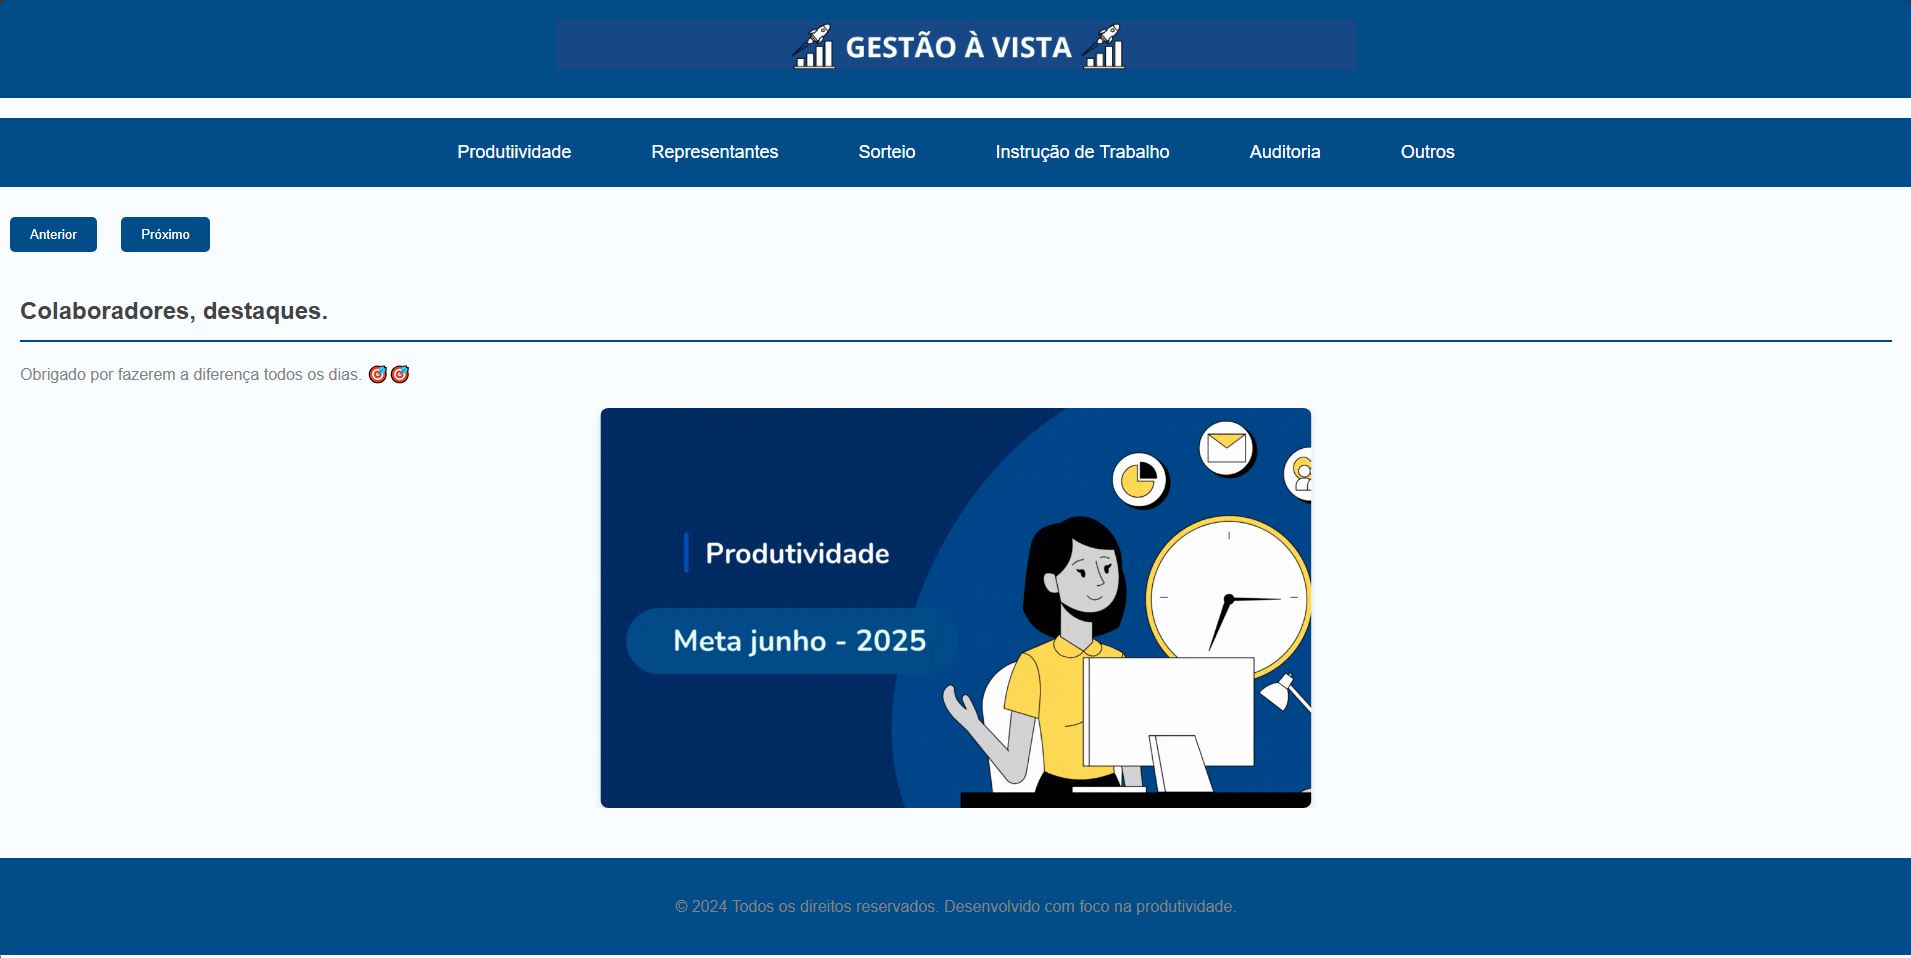 GESTÃO À VISTA
Produtiividade Representantes Sorteio Instrução de Trabalho Auditoria Outros
Anterior Próximo
Colaboradores, destaques.
Obrigado por fazerem a diferença todos os dias. 🎯🎯
Produtividade
Meta junho - 2025
© 2024 Todos os direitos reservados. Desenvolvido com foco na produtividade.